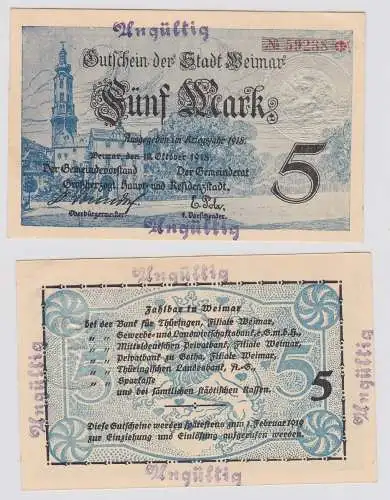 Ungültig
№ 59238
Gutschein der Stadt Weimar
Fünf Mark
Ausgegeben im Kriegsjahr 1918.
Weimar, den 18. Oktober 1918.
Der Gemeindevorstand Der Gemeinderat
Großherzogl. Haupt- und Residenzstadt.
5
Oberbürgermeister 1. Vorsitzender.
Ungültig
Ungültig
Zahlbar in Weimar
bei der Bank für Thüringen, Filiale Weimar,
„ „ Gewerbe- und Landwirtschaftsbank, e.G.m.b.H.,
„ „ Mitteldeutschen Privatbank, Filiale Weimar,
„ „ Privatbank zu Gotha, Filiale Weimar,
„ „ Thüringischen Landesbank, A.-G.,
„ „ Sparkasse
und bei sämtlichen städtischen Kassen.
5
5
5
Diese Gutscheine werden spätestens zum 1. Februar 1919
zur Einziehung und Einlösung aufgerufen werden.
Ungültig
Ungültig
Ungültig